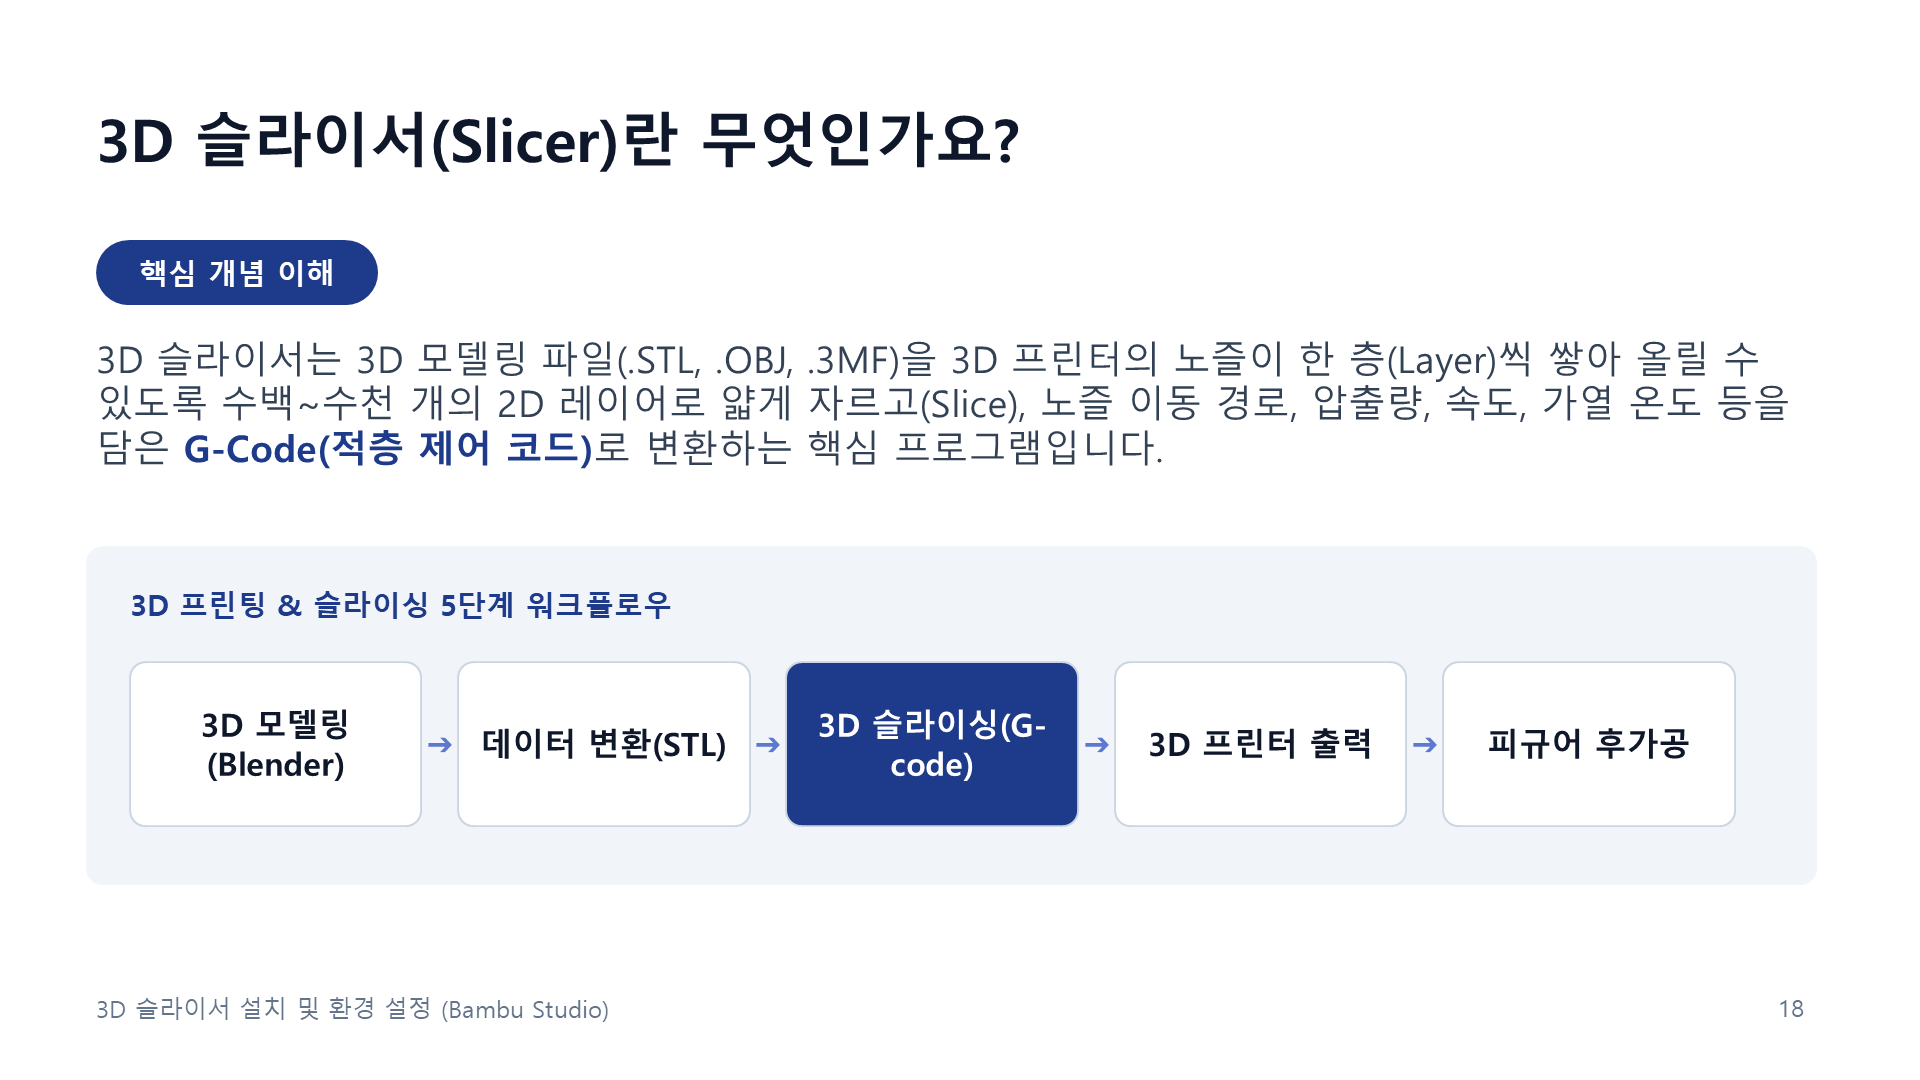 3D 슬라이서(Slicer)란 무엇인가요?
핵심 개념 이해
3D 슬라이서는 3D 모델링 파일(.STL, .OBJ, .3MF)을 3D 프린터의 노즐이 한 층(Layer)씩 쌓아 올릴 수
있도록 수백~수천 개의 2D 레이어로 얇게 자르고(Slice), 노즐 이동 경로, 압출량, 속도, 가열 온도 등을
담은 G-Code(적층 제어 코드)로 변환하는 핵심 프로그램입니다.
3D 프린팅 & 슬라이싱 5단계 워크플로우
3D 모델링
(Blender)
→
데이터 변환(STL)
→
3D 슬라이싱(G-
code)
→
3D 프린터 출력
→
피규어 후가공
3D 슬라이서 설치 및 환경 설정 (Bambu Studio)
18